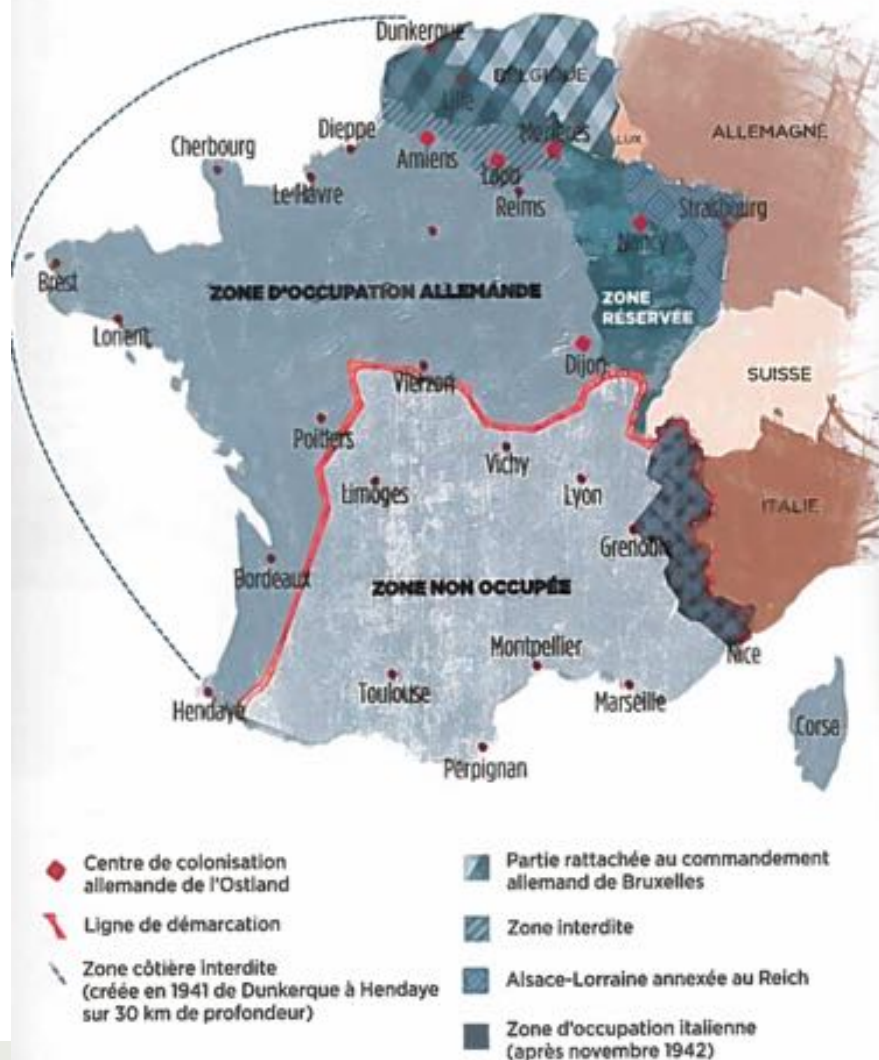 Dunkerque
BELGIQUE
Lille
Dieppe
Mézières
LUX
ALLEMAGNE
Cherbourg
Amiens
Laon
Le Havre
Reims
Strasbourg
Nancy
Brest
ZONE D'OCCUPATION ALLEMANDE
ZONE
RÉSERVÉE
Lorient
Dijon
Vierzon
SUISSE
Poitiers
Vichy
Limoges
Lyon
ITALIE
Grenoble
Bordeaux
ZONE NON OCCUPÉE
Montpellier
Nice
Toulouse
Marseille
Hendaye
Corse
Perpignan
Centre de colonisation
allemande de l'Ostland
Ligne de démarcation
Zone côtière interdite
(créée en 1941 de Dunkerque à Hendaye
sur 30 km de profondeur)
Partie rattachée au commandement
allemand de Bruxelles
Zone interdite
Alsace-Lorraine annexée au Reich
Zone d'occupation italienne
(après novembre 1942)